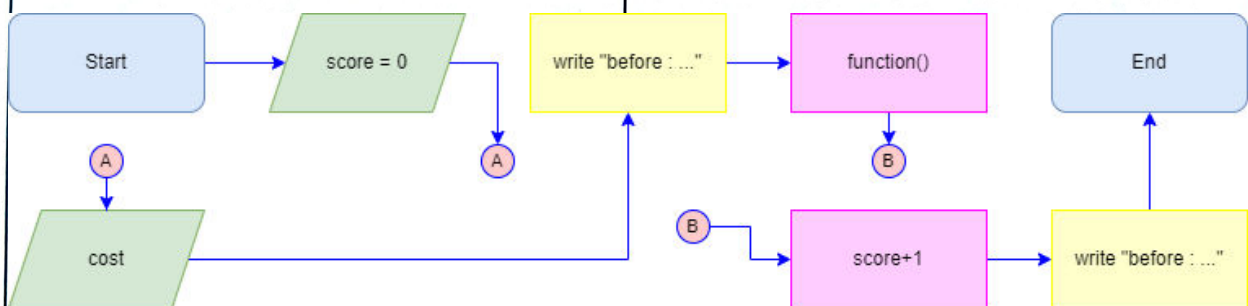 Start
score = 0
write "before : ..."
function()
End
A
A
B
cost
B
score+1
write "before : ..."